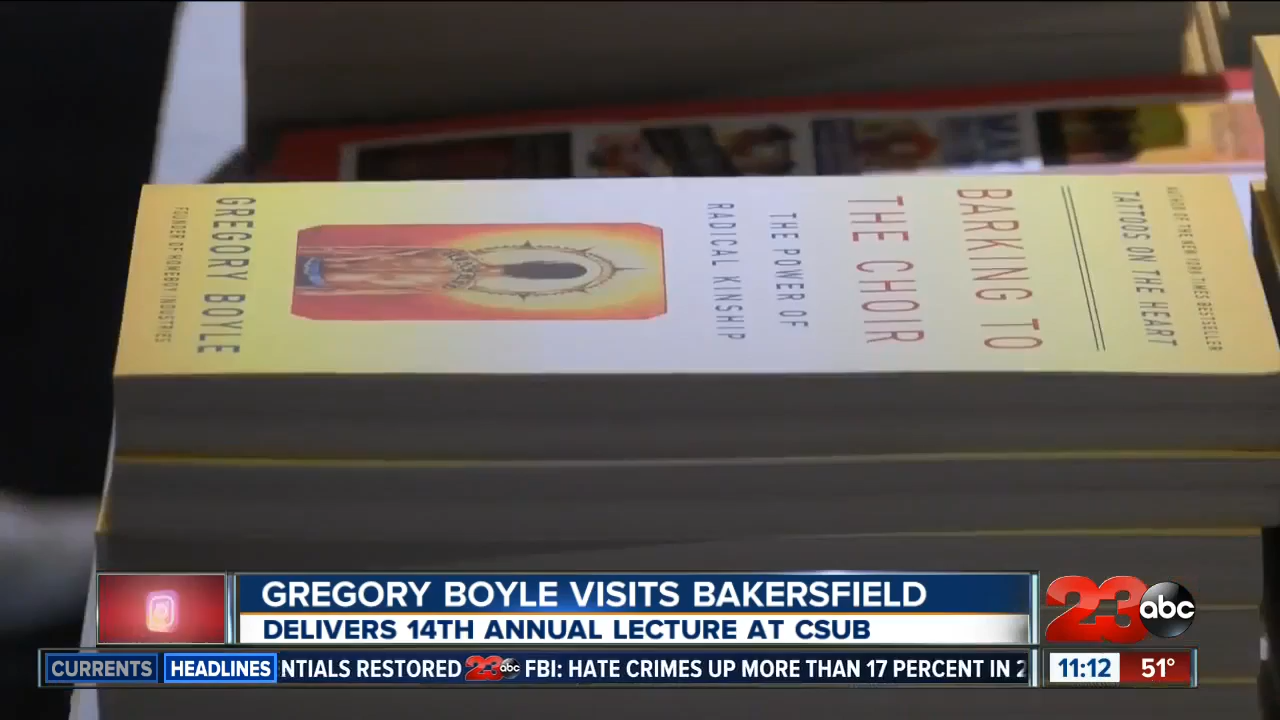 AUTHOR OF THE NEW YORK TIMES BESTSELLER
TATTOOS ON THE HEART
BARKING TO
THE CHOIR
THE POWER OF
RADICAL KINSHIP
GREGORY BOYLE
FOUNDER OF HOMEBOY INDUSTRIES
GREGORY BOYLE VISITS BAKERSFIELD
DELIVERS 14TH ANNUAL LECTURE AT CSUB
23 abc
CURRENTS HEADLINES NTIALS RESTORED 23 abc FBI: HATE CRIMES UP MORE THAN 17 PERCENT IN 2
11:12 51°